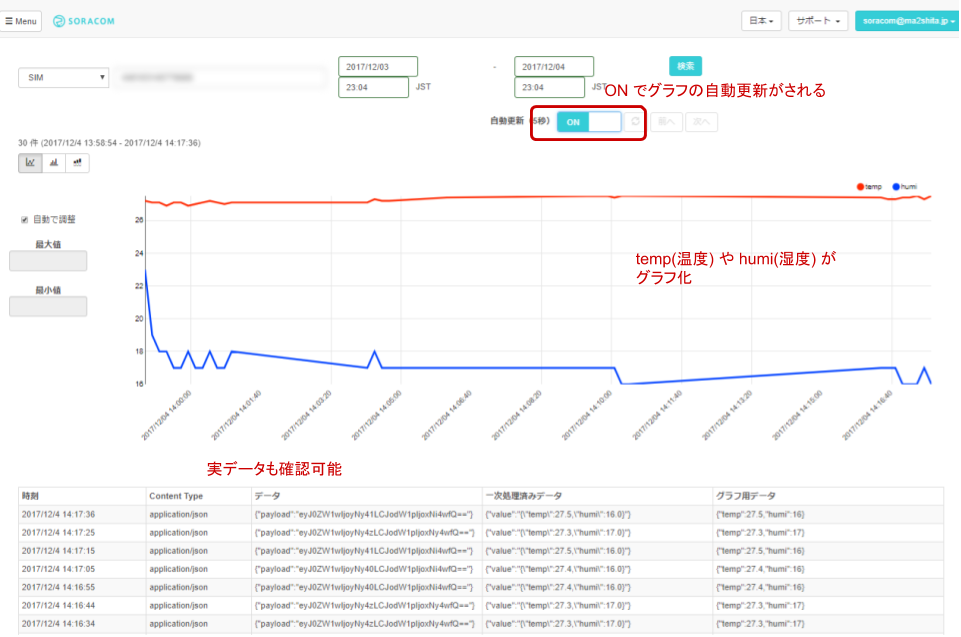 Menu
SORACOM
日本
サポート
soracom@ma2shila.jp
SIM
2017/12/03
23:04
JST
-
2017/12/04
23:04
JST
検索
ON でグラフの自動更新がされる
自動更新 (5秒)
ON
前へ
次へ
30 件 (2017/12/4 13:58:54 - 2017/12/4 14:17:36)
temp
humi
自動で調整
最大値
最小値
26
24
22
20
18
16
temp(温度) や humi(湿度) が
グラフ化
2017/12/04 14:00:00
2017/12/04 14:01:40
2017/12/04 14:03:20
2017/12/04 14:05:00
2017/12/04 14:06:40
2017/12/04 14:08:20
2017/12/04 14:10:00
2017/12/04 14:11:40
2017/12/04 14:13:20
2017/12/04 14:15:00
2017/12/04 14:16:40
実データも確認可能
時刻 Content Type データ 一次処理済みデータ グラフ用データ
2017/12/4 14:17:36 application/json {"payload":"eyJ0ZW1wIjoyNy41LCJodW1pIjoxNi4wfQ=="} {"value":"{\"temp\":27.5,\"humi\":16.0}"} {"temp":27.5,"humi":16}
2017/12/4 14:17:25 application/json {"payload":"eyJ0ZW1wIjoyNy4zLCJodW1pIjoxNy4wfQ=="} {"value":"{\"temp\":27.3,\"humi\":17.0}"} {"temp":27.3,"humi":17}
2017/12/4 14:17:15 application/json {"payload":"eyJ0ZW1wIjoyNy41LCJodW1pIjoxNi4wfQ=="} {"value":"{\"temp\":27.5,\"humi\":16.0}"} {"temp":27.5,"humi":16}
2017/12/4 14:17:05 application/json {"payload":"eyJ0ZW1wIjoyNy40LCJodW1pIjoxNi4wfQ=="} {"value":"{\"temp\":27.4,\"humi\":16.0}"} {"temp":27.4,"humi":16}
2017/12/4 14:16:55 application/json {"payload":"eyJ0ZW1wIjoyNy40LCJodW1pIjoxNi4wfQ=="} {"value":"{\"temp\":27.4,\"humi\":16.0}"} {"temp":27.4,"humi":16}
2017/12/4 14:16:44 application/json {"payload":"eyJ0ZW1wIjoyNy4zLCJodW1pIjoxNy4wfQ=="} {"value":"{\"temp\":27.3,\"humi\":17.0}"} {"temp":27.3,"humi":17}
2017/12/4 14:16:34 application/json {"payload":"eyJ0ZW1wIjoyNy4zLCJodW1pIjoxNy4wfQ=="} {"value":"{\"temp\":27.3,\"humi\":17.0}"} {"temp":27.3,"humi":17}